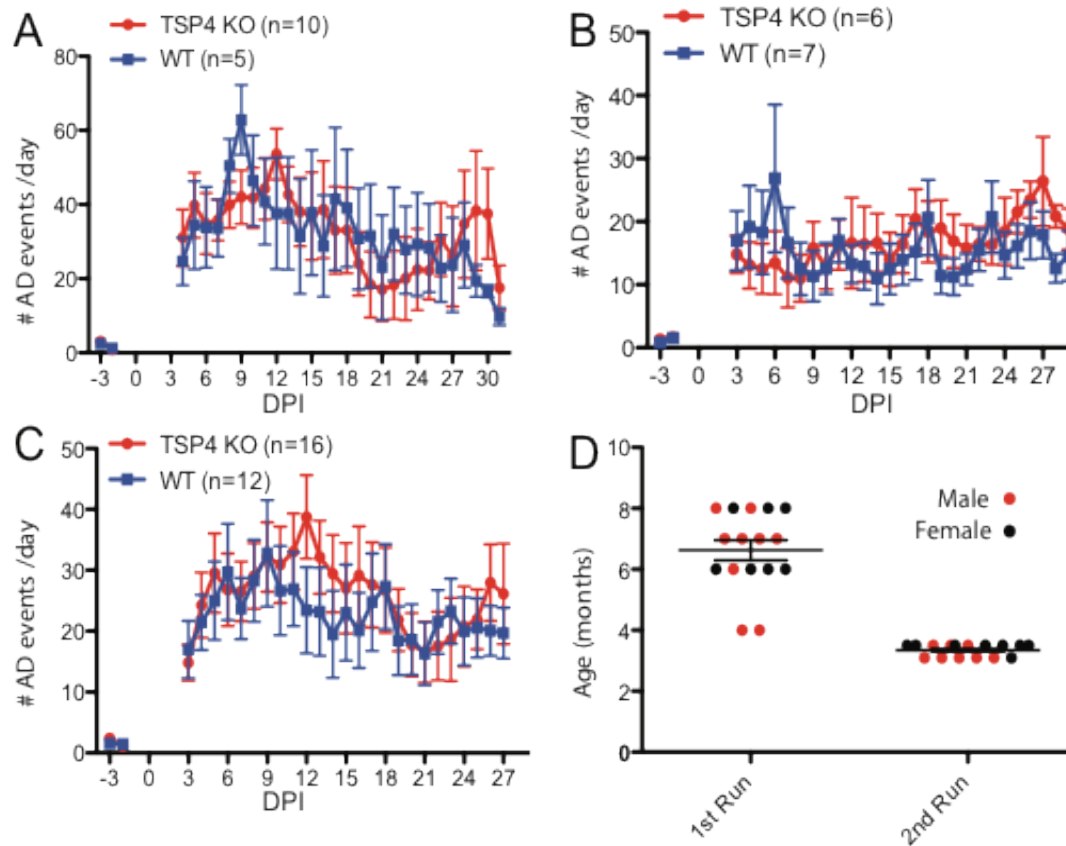 A
TSP4 KO (n=10)
WT (n=5)
# AD events /day
80
60
40
20
0
-3 0 3 6 9 12 15 18 21 24 27 30
DPI
B
TSP4 KO (n=6)
WT (n=7)
# AD events /day
50
40
30
20
10
0
-3 0 3 6 9 12 15 18 21 24 27
DPI
C
TSP4 KO (n=16)
WT (n=12)
# AD events /day
50
40
30
20
10
0
-3 0 3 6 9 12 15 18 21 24 27
DPI
D
Male
Female
Age (months)
10
8
6
4
2
0
1st Run
2nd Run